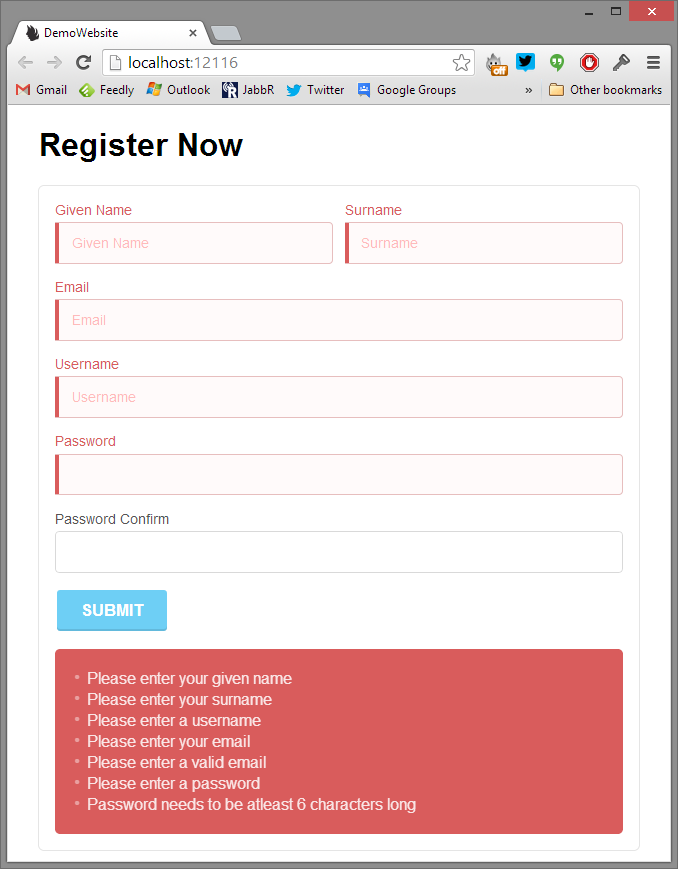 DemoWebsite
localhost:12116
off
Gmail Feedly Outlook JabbR Twitter Google Groups » Other bookmarks
Register Now
Given Name Surname
Given Name Surname
Email
Email
Username
Username
Password
Password Confirm
SUBMIT
• Please enter your given name
• Please enter your surname
• Please enter a username
• Please enter your email
• Please enter a valid email
• Please enter a password
• Password needs to be atleast 6 characters long